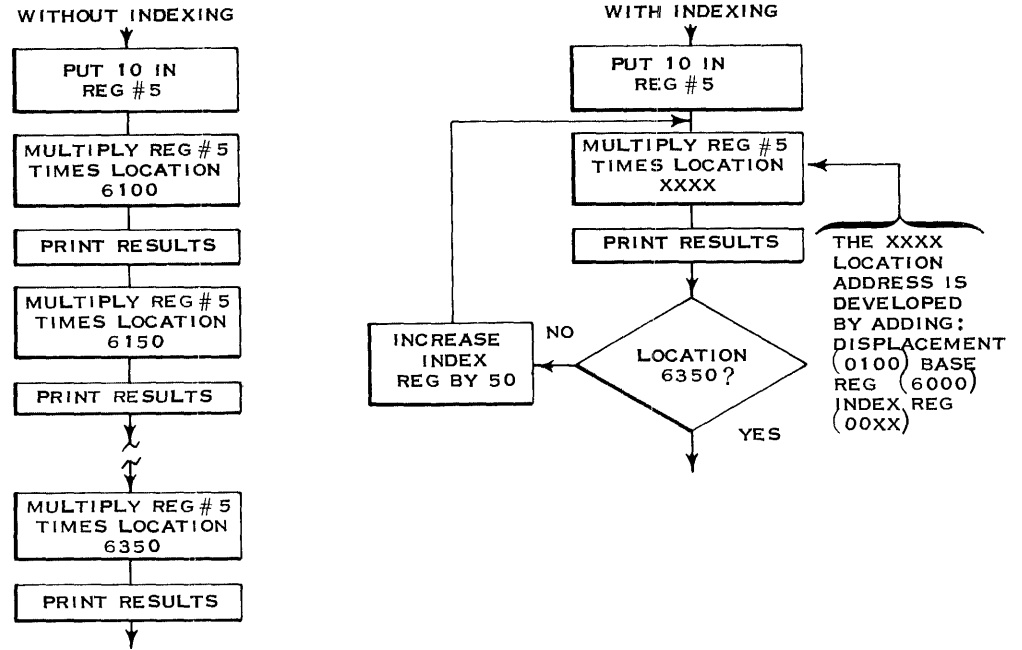 WITHOUT INDEXING
PUT 10 IN
REG #5
MULTIPLY REG #5
TIMES LOCATION
6100
PRINT RESULTS
MULTIPLY REG #5
TIMES LOCATION
6150
PRINT RESULTS
MULTIPLY REG #5
TIMES LOCATION
6350
PRINT RESULTS
WITH INDEXING
PUT 10 IN
REG #5
MULTIPLY REG #5
TIMES LOCATION
XXXX
PRINT RESULTS
LOCATION
6350?
NO
INCREASE
INDEX
REG BY 50
YES
THE XXXX
LOCATION
ADDRESS IS
DEVELOPED
BY ADDING:
DISPLACEMENT
(0100) BASE
REG (6000)
INDEX REG
(00XX)